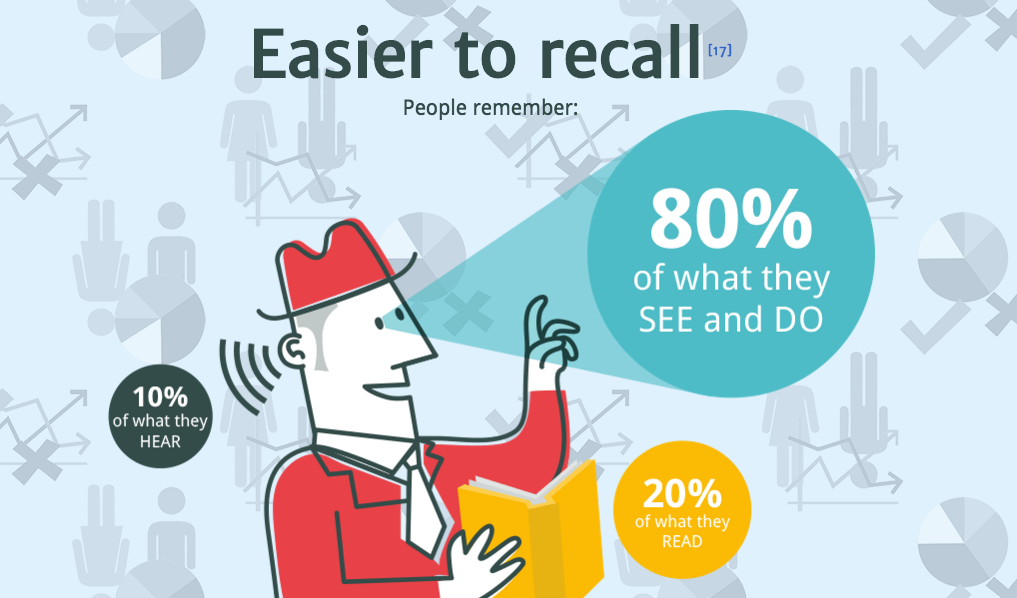 Easier to recall [17]
People remember:
80%
of what they
SEE and DO
10%
of what they
HEAR
20%
of what they
READ